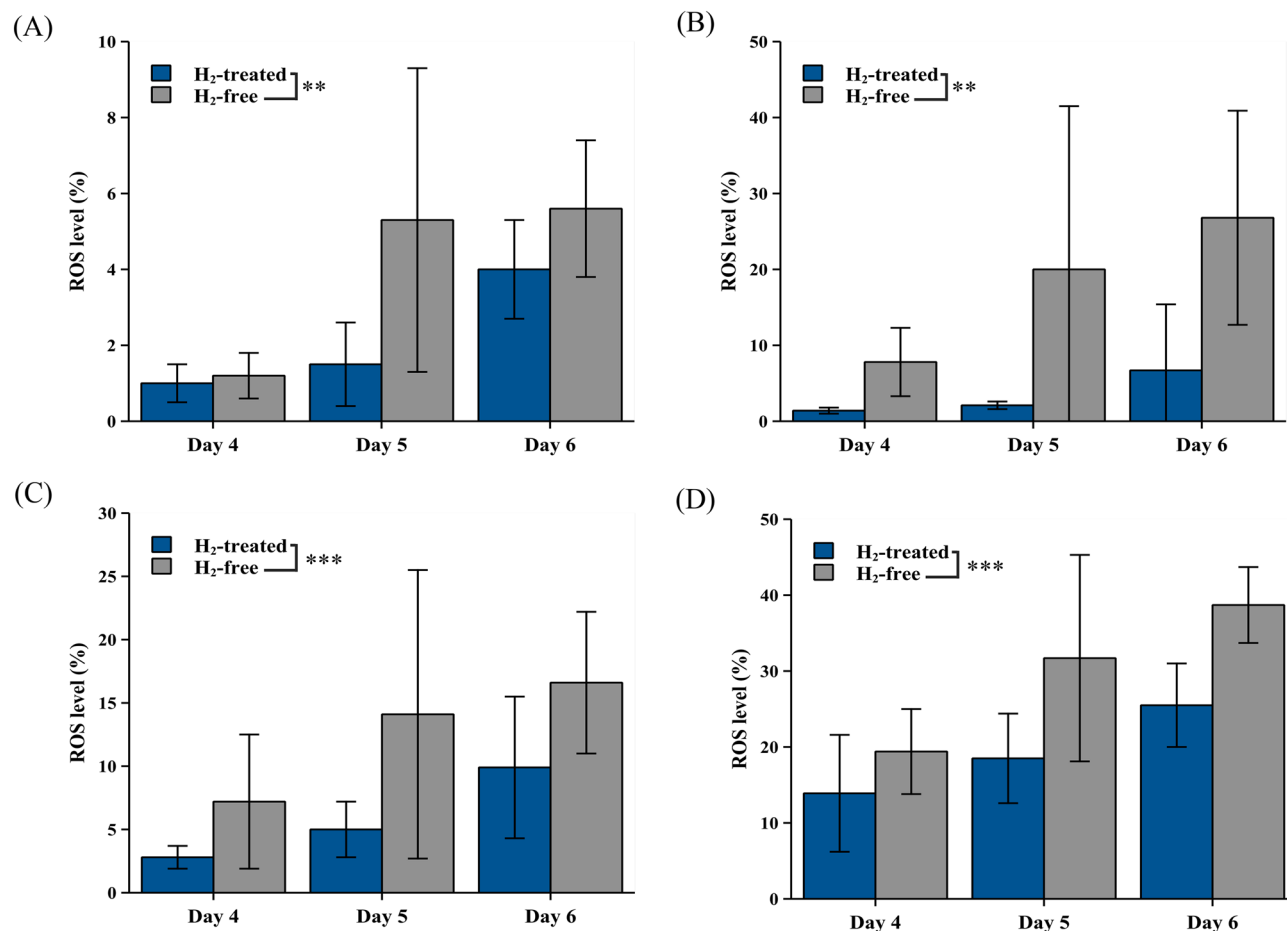 (A)
10
8
6
4
2
0
ROS level (%)
H₂-treated
H₂-free
**
Day 4
Day 5
Day 6
(B)
50
40
30
20
10
0
ROS level (%)
H₂-treated
H₂-free
**
Day 4
Day 5
Day 6
(C)
30
25
20
15
10
5
0
ROS level (%)
H₂-treated
H₂-free
***
Day 4
Day 5
Day 6
(D)
50
40
30
20
10
0
ROS level (%)
H₂-treated
H₂-free
***
Day 4
Day 5
Day 6